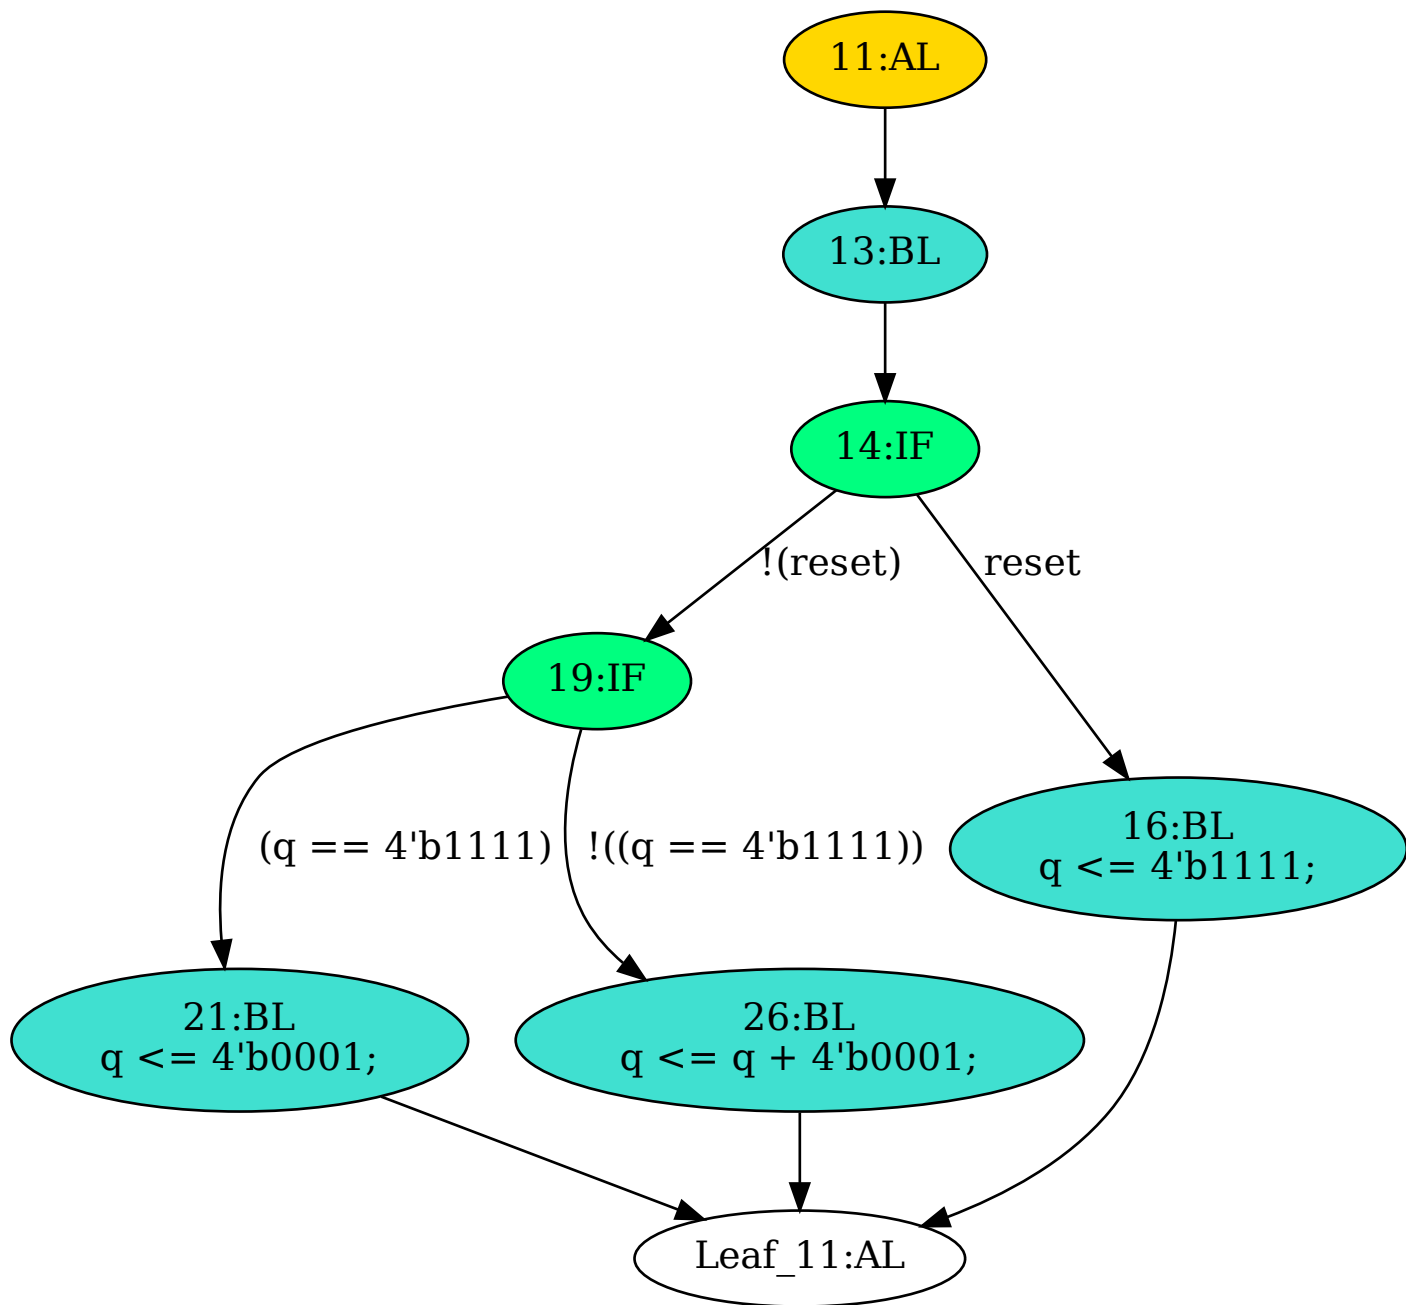 11:AL
13:BL
14:IF
!(reset)
reset
19:IF
(q == 4'b1111)
!((q == 4'b1111))
16:BL
q <= 4'b1111;
21:BL
q <= 4'b0001;
26:BL
q <= q + 4'b0001;
Leaf_11:AL